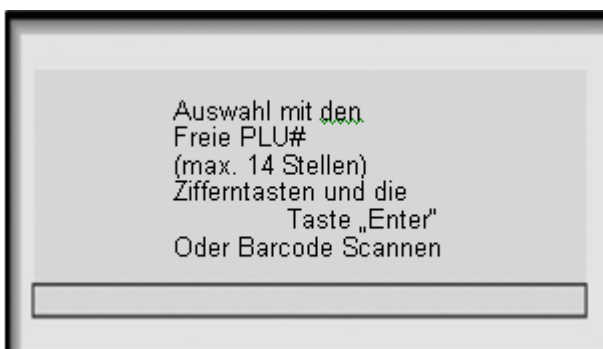 Auswahl mit den
Freie PLU#
(max. 14 Stellen)
Zifferntasten und die
Taste „Enter"
Oder Barcode Scannen